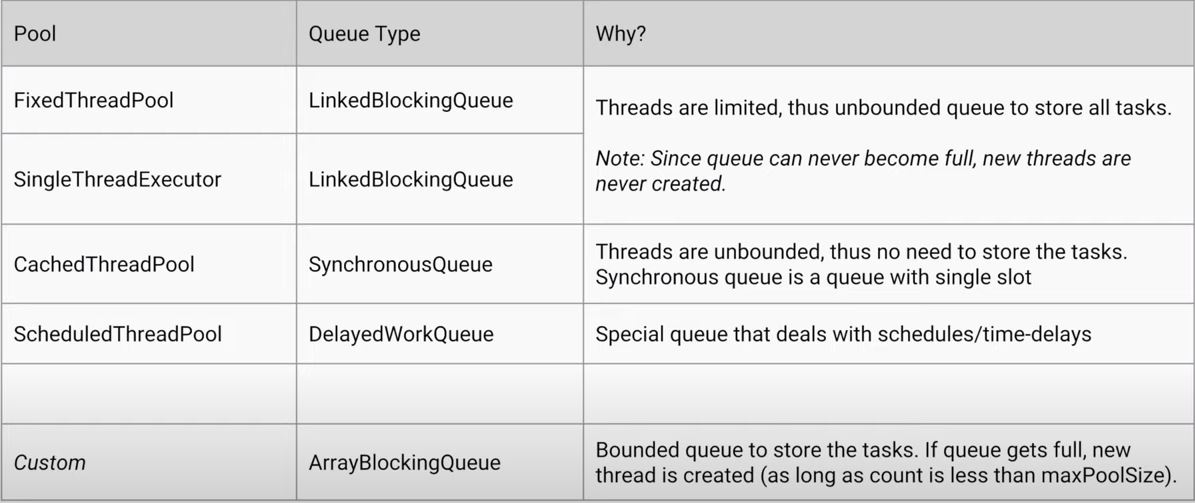 Pool
Queue Type
Why?
FixedThreadPool
LinkedBlockingQueue
Threads are limited, thus unbounded queue to store all tasks.
Note: Since queue can never become full, new threads are
never created.
SingleThreadExecutor
LinkedBlockingQueue
CachedThreadPool
SynchronousQueue
Threads are unbounded, thus no need to store the tasks.
Synchronous queue is a queue with single slot
ScheduledThreadPool
DelayedWorkQueue
Special queue that deals with schedules/time-delays
Custom
ArrayBlockingQueue
Bounded queue to store the tasks. If queue gets full, new
thread is created (as long as count is less than maxPoolSize).